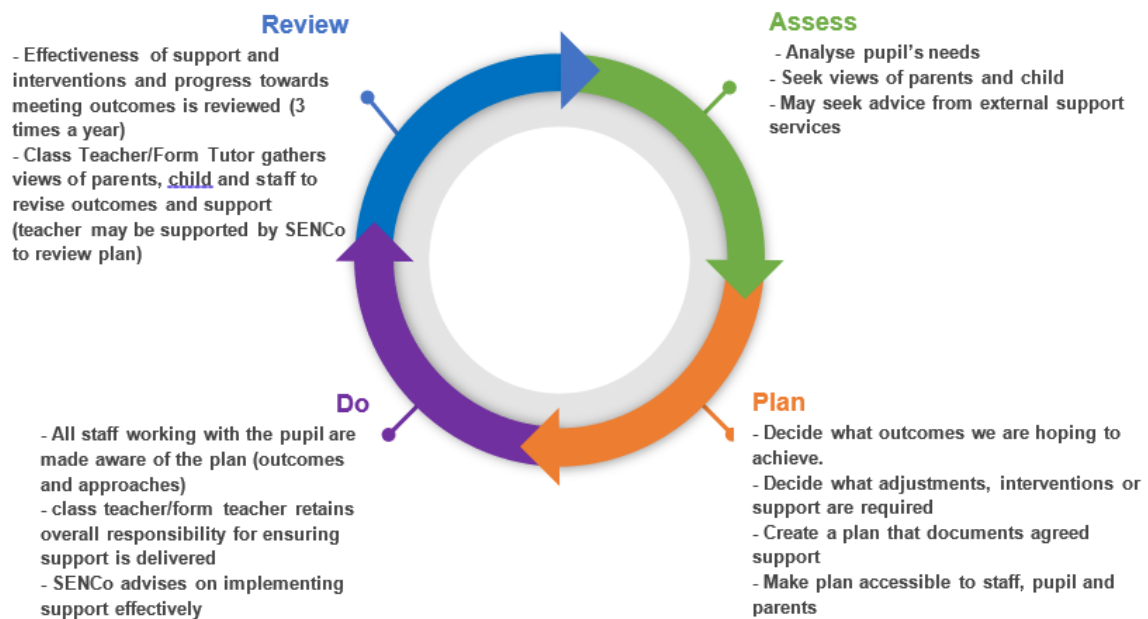 Review
- Effectiveness of support and
interventions and progress towards
meeting outcomes is reviewed (3
times a year)
- Class Teacher/Form Tutor gathers
views of parents, child and staff to
revise outcomes and support
(teacher may be supported by SENCo
to review plan)
Assess
- Analyse pupil's needs
- Seek views of parents and child
- May seek advice from external support
services
Do
- All staff working with the pupil are
made aware of the plan (outcomes
and approaches)
- class teacher/form teacher retains
overall responsibility for ensuring
support is delivered
- SENCo advises on implementing
support effectively
Plan
- Decide what outcomes we are hoping to
achieve.
- Decide what adjustments, interventions or
support are required
- Create a plan that documents agreed
support
- Make plan accessible to staff, pupil and
parents